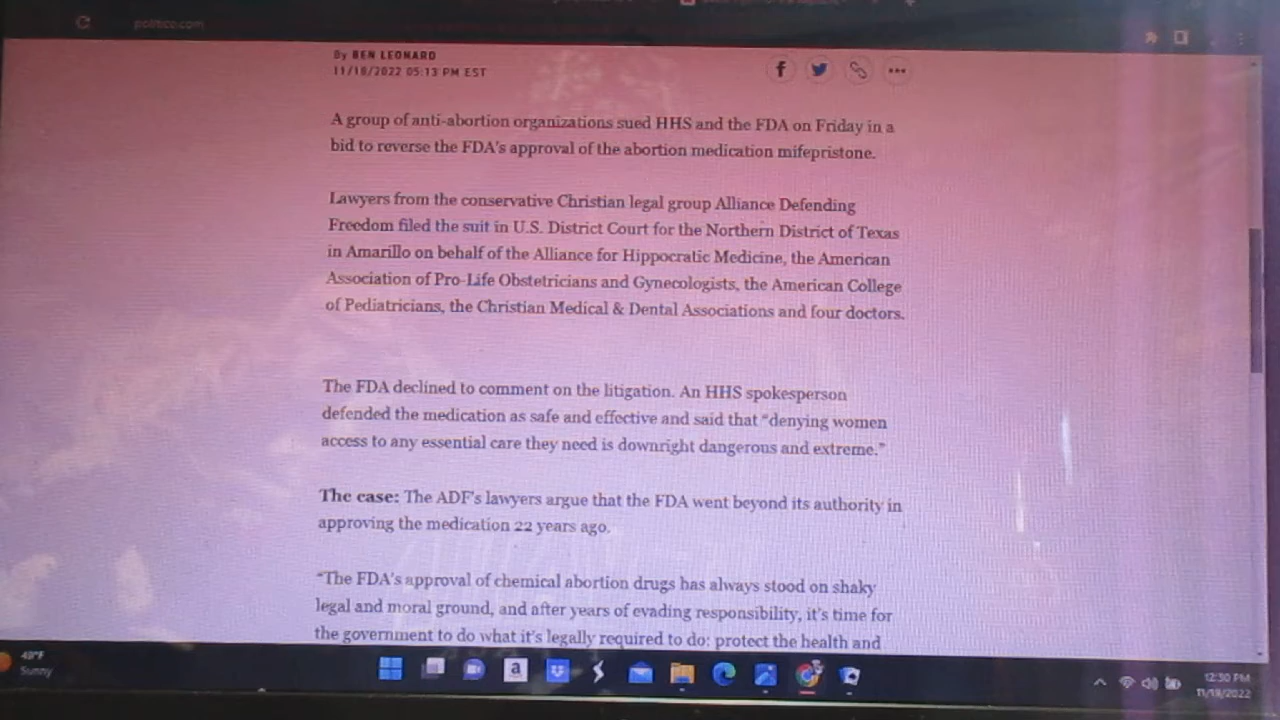 politico.com
By BEN LEONARD
11/18/2022 05:13 PM EST
A group of anti-abortion organizations sued HHS and the FDA on Friday in a
bid to reverse the FDA's approval of the abortion medication mifepristone.
Lawyers from the conservative Christian legal group Alliance Defending
Freedom filed the suit in U.S. District Court for the Northern District of Texas
in Amarillo on behalf of the Alliance for Hippocratic Medicine, the American
Association of Pro-Life Obstetricians and Gynecologists, the American College
of Pediatricians, the Christian Medical & Dental Associations and four doctors.
The FDA declined to comment on the litigation. An HHS spokesperson
defended the medication as safe and effective and said that “denying women
access to any essential care they need is downright dangerous and extreme.”
The case: The ADF's lawyers argue that the FDA went beyond its authority in
approving the medication 22 years ago.
“The FDA's approval of chemical abortion drugs has always stood on shaky
legal and moral ground, and after years of evading responsibility, it's time for
the government to do what it's legally required to do: protect the health and
Sunny
12:30 PM
11/19/2022